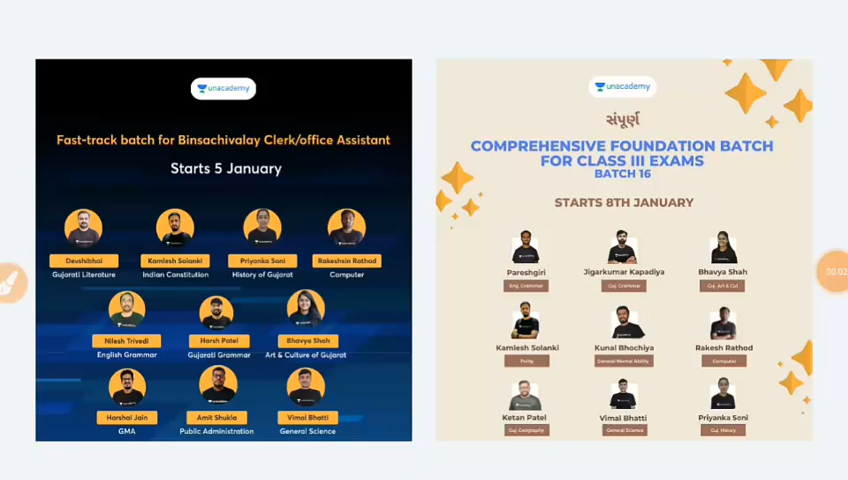 unacademy
Fast-track batch for Binsachivalay Clerk/office Assistant
Starts 5 January
Devshibhai
Gujarati Literature
Kamlesh Solanki
Indian Constitution
Priyanka Soni
History of Gujarat
Rakeshsin Rathod
Computer
Nilesh Trivedi
English Grammar
Harsh Patel
Gujarati Grammar
Bhavya Shah
Art & Culture of Gujarat
Harshal Jain
GMA
Amit Shukla
Public Administration
Vimal Bhatti
General Science
unacademy
સંપૂર્ણ
COMPREHENSIVE FOUNDATION BATCH
FOR CLASS III EXAMS
BATCH 16
STARTS 8TH JANUARY
Pareshgiri
Eng. Grammar
Jigarkumar Kapadiya
Guj. Grammar
Bhavya Shah
Guj. Art & Cul
Kamlesh Solanki
Polity
Kunal Bhochiya
General Mental Ability
Rakesh Rathod
Computer
Ketan Patel
Guj. Geography
Vimal Bhatti
General Science
Priyanka Soni
Guj. History
00:02